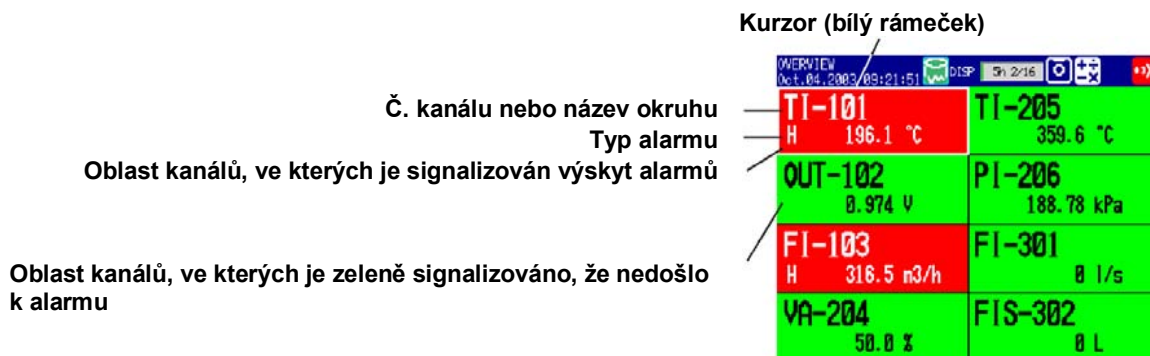 Kurzor (bílý rámeček)
OVERVIEW
Oct.04.2003 09:21:51 DISP 5h 2/16
Č. kanálu nebo název okruhu
Typ alarmu
Oblast kanálů, ve kterých je signalizován výskyt alarmů
Oblast kanálů, ve kterých je zeleně signalizováno, že nedošlo
k alarmu
TI-101
H 196.1 °C
TI-205
359.6 °C
OUT-102
0.974 V
PI-206
188.78 kPa
FI-103
H 316.5 m3/h
FI-301
0 l/s
VA-204
50.0 %
FIS-302
0 L